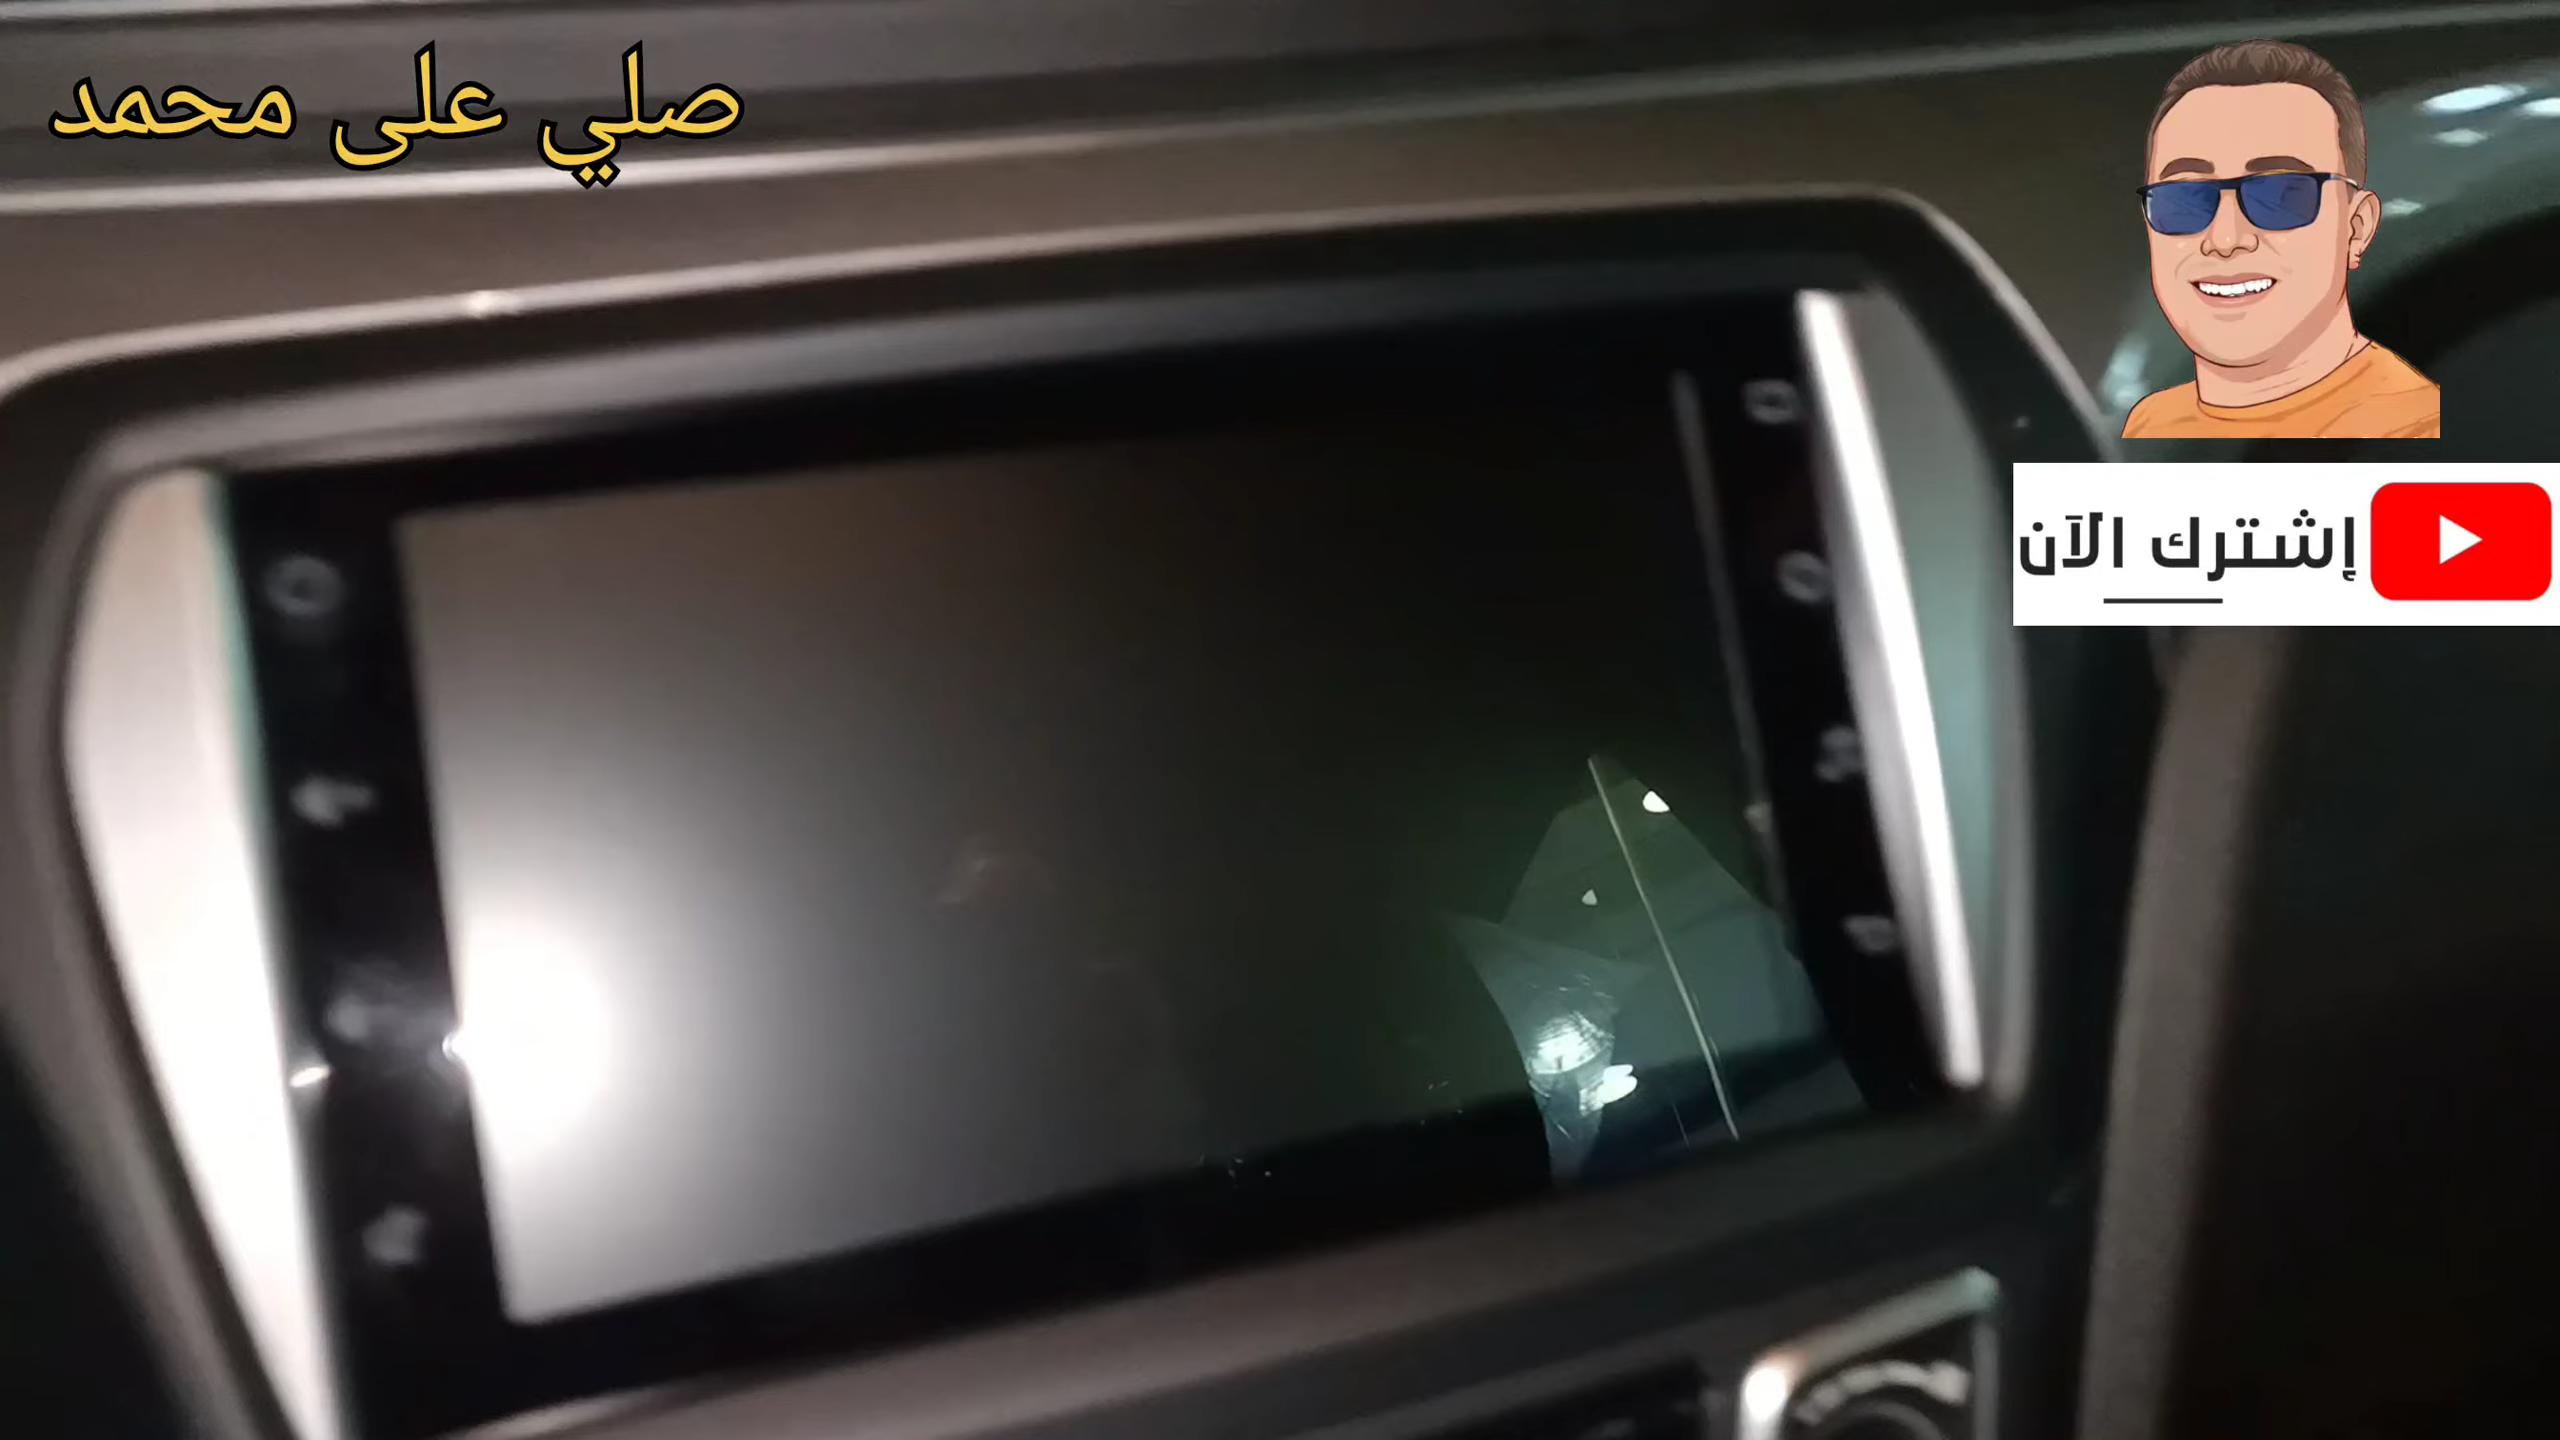 صلي على محمد
إشترك الآن